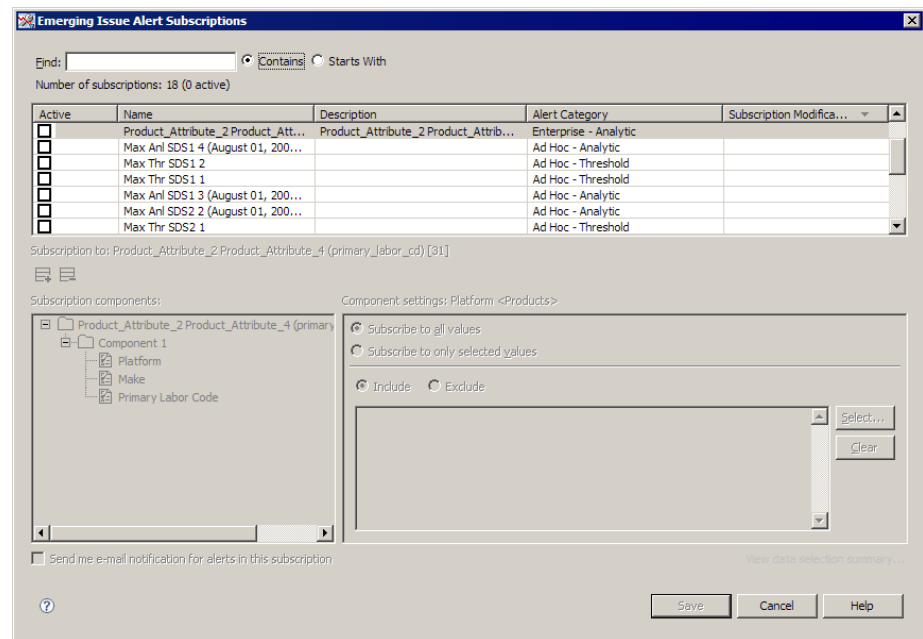 Emerging Issue Alert Subscriptions
Find: Contains Starts With
Number of subscriptions: 18 (0 active)
Active Name Description Alert Category Subscription Modifica...
Product_Attribute_2 Product_Att... Product_Attribute_2 Product_Attrib... Enterprise - Analytic
Max Anl SDS1 4 (August 01, 200... Ad Hoc - Analytic
Max Thr SDS1 2 Ad Hoc - Threshold
Max Thr SDS1 1 Ad Hoc - Threshold
Max Anl SDS1 3 (August 01, 200... Ad Hoc - Analytic
Max Anl SDS2 2 (August 01, 200... Ad Hoc - Analytic
Max Thr SDS2 1 Ad Hoc - Threshold
Subscription to: Product_Attribute_2 Product_Attribute_4 (primary_labor_cd) [31]
Subscription components: Component settings: Platform <Products>
Product_Attribute_2 Product_Attribute_4 (primary
Component 1
Platform
Make
Primary Labor Code
Subscribe to all values
Subscribe to only selected values
Include Exclude
Select...
Clear
Send me e-mail notification for alerts in this subscription View data selection summary...
Save Cancel Help